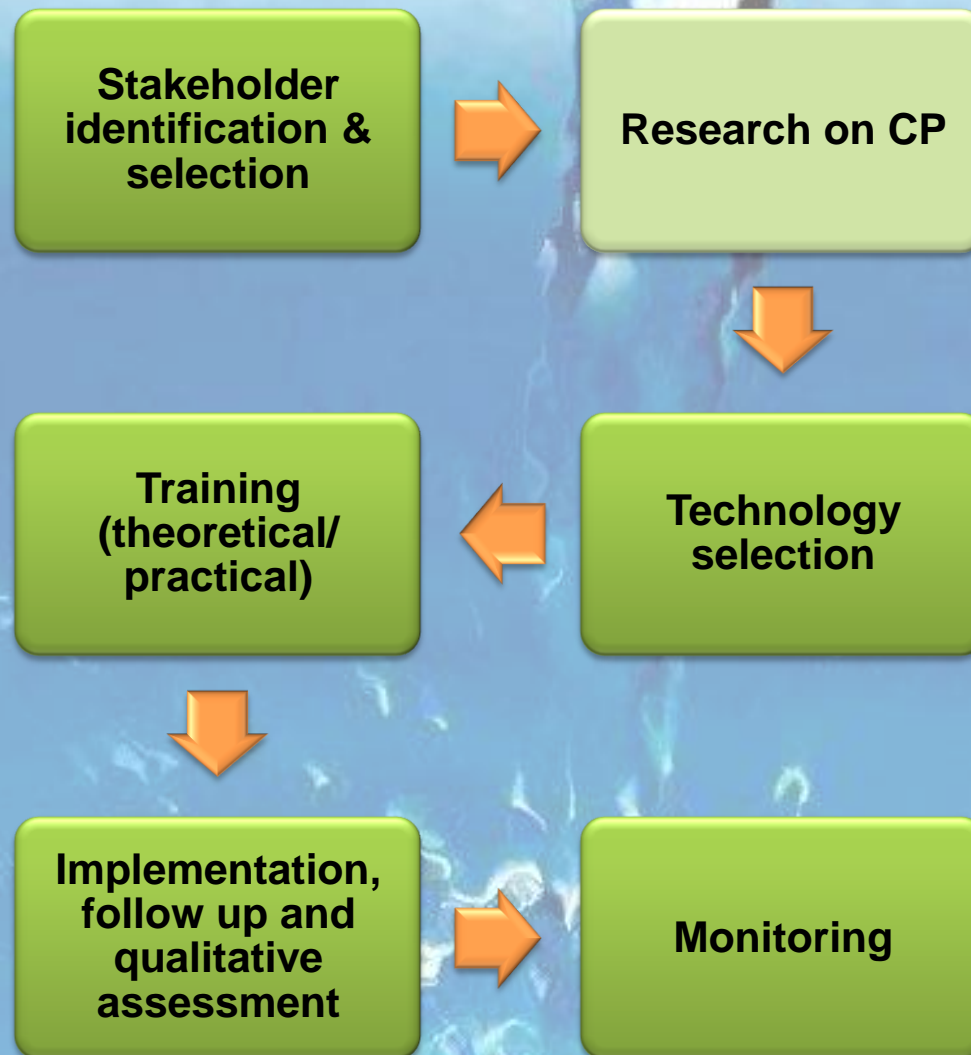 Stakeholder
identification &
selection
Research on CP
Technology
selection
Training
(theoretical/
practical)
Implementation,
follow up and
qualitative
assessment
Monitoring